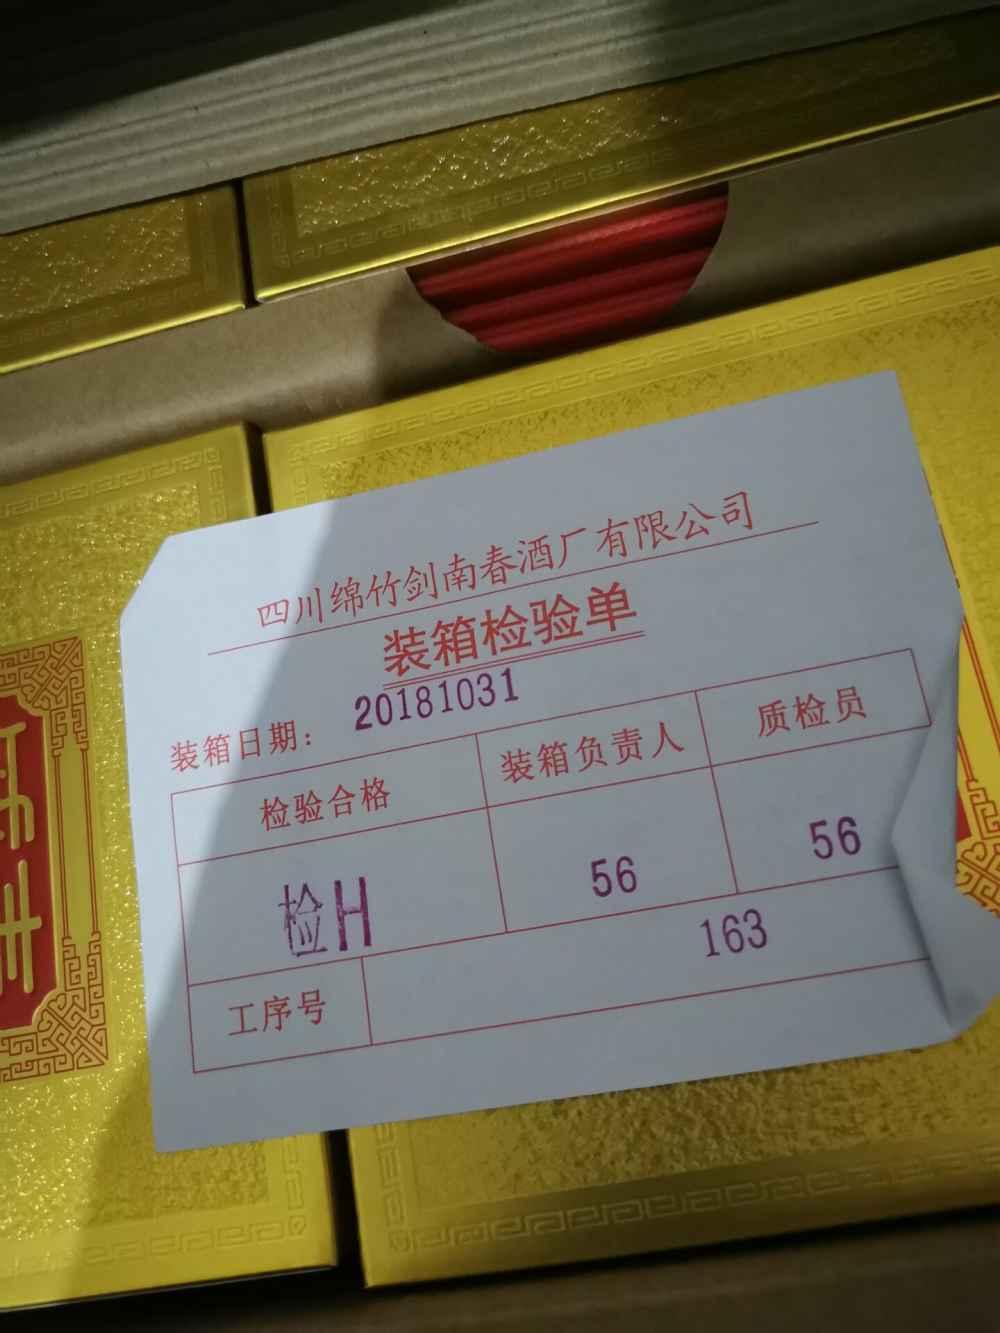 四川绵竹剑南春酒厂有限公司
装箱检验单
装箱日期：20181031
检验合格 装箱负责人 质检员
检H 56 56
工序号 163